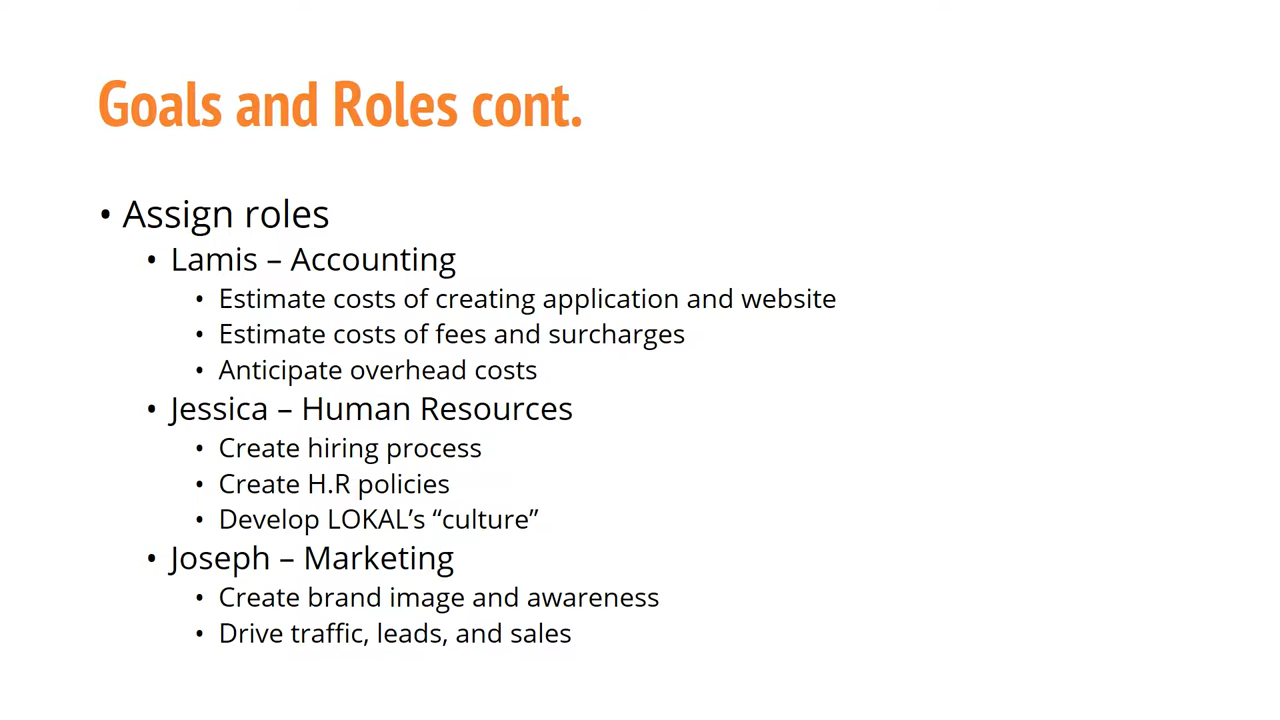 Goals and Roles cont.
• Assign roles
• Lamis – Accounting
• Estimate costs of creating application and website
• Estimate costs of fees and surcharges
• Anticipate overhead costs
• Jessica – Human Resources
• Create hiring process
• Create H.R policies
• Develop LOKAL’s “culture”
• Joseph – Marketing
• Create brand image and awareness
• Drive traffic, leads, and sales